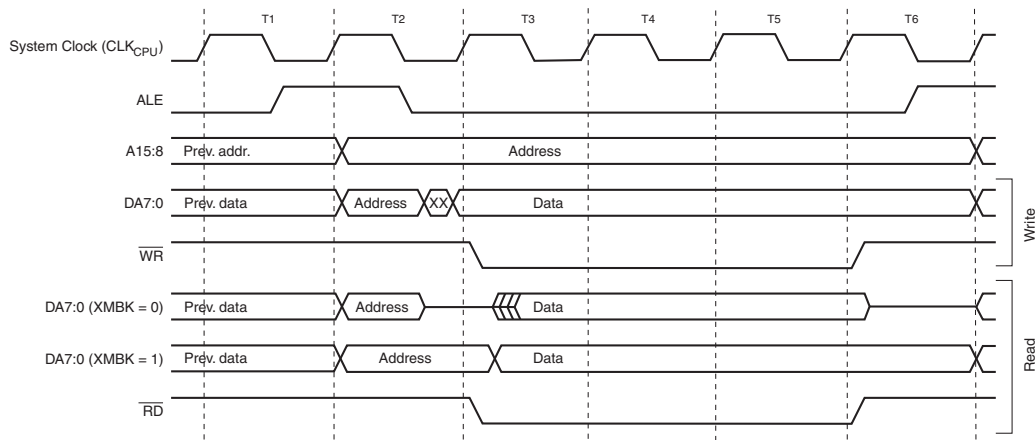 T1 T2 T3 T4 T5 T6
System Clock (CLKCPU)
ALE
A15:8 Prev. addr. Address
DA7:0 Prev. data Address XX Data
WR
Write
DA7:0 (XMBK = 0) Prev. data Address Data
DA7:0 (XMBK = 1) Prev. data Address Data
RD
Read